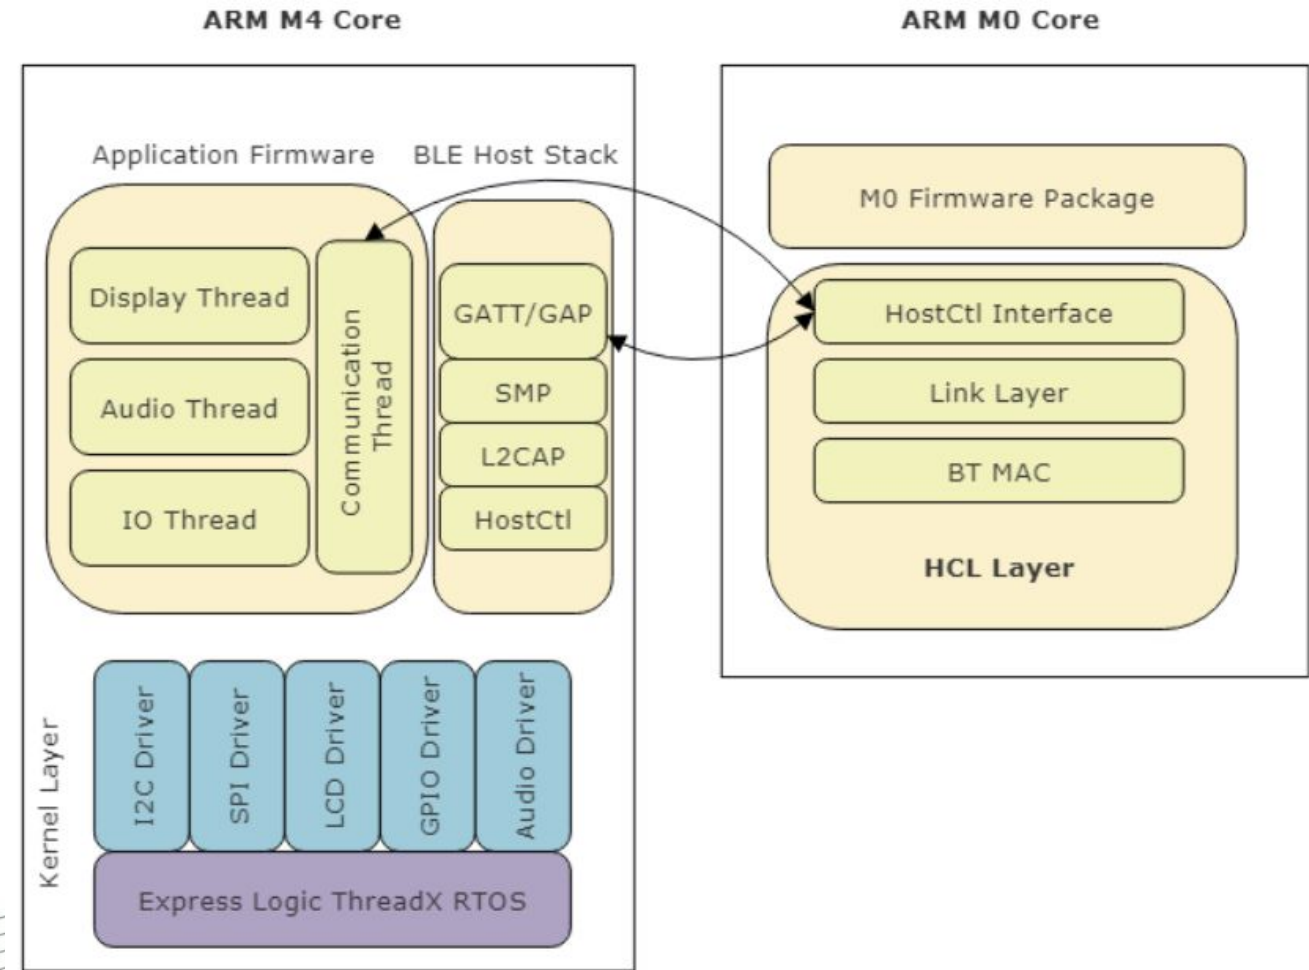 ARM M4 Core
ARM M0 Core
Application Firmware
BLE Host Stack
Display Thread
Audio Thread
IO Thread
Communication
Thread
GATT/GAP
SMP
L2CAP
HostCtl
M0 Firmware Package
HostCtl Interface
Link Layer
BT MAC
HCL Layer
Kernel Layer
I2C Driver
SPI Driver
LCD Driver
GPIO Driver
Audio Driver
Express Logic ThreadX RTOS